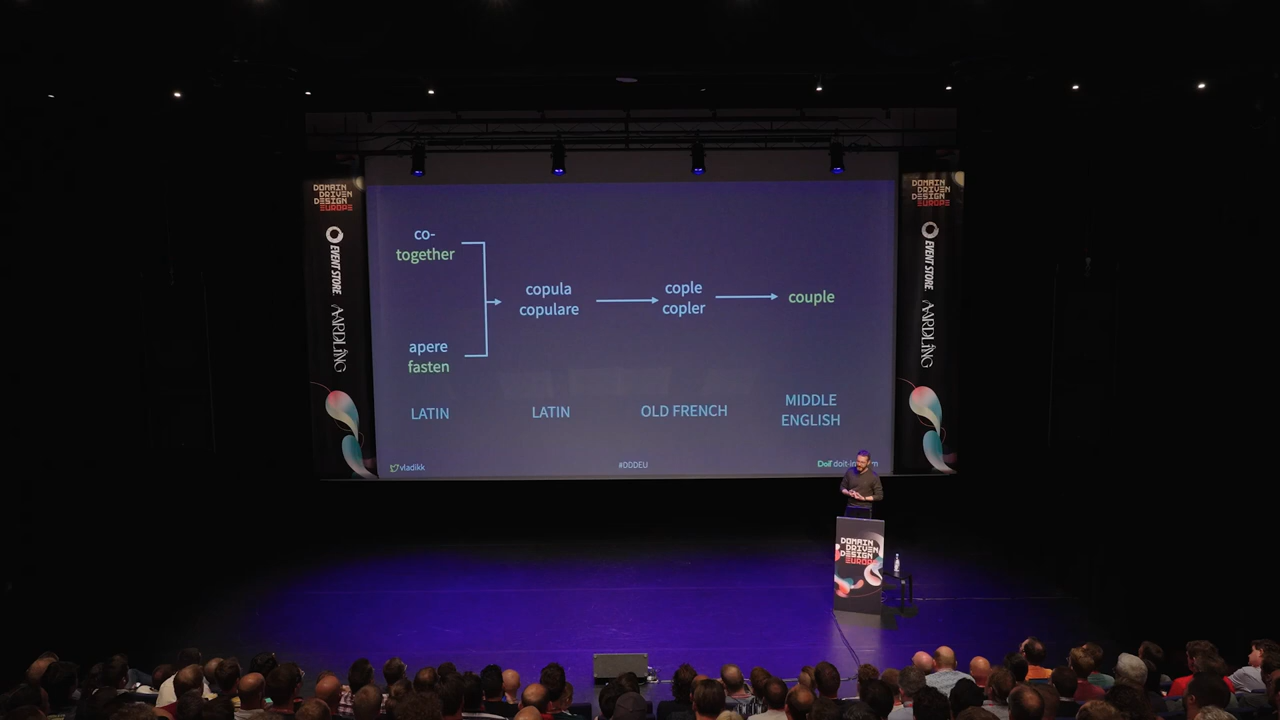 DOMAIN
DRIVEN
DESIGN
EUROPE
EVENT STORE
AARDLING
co-
together
apere
fasten
copula
copulare
cople
copler
couple
LATIN
LATIN
OLD FRENCH
MIDDLE
ENGLISH
vladikk
#DDDEU
DoiT
DOMAIN
DRIVEN
DESIGN
EUROPE
EVENT STORE
AARDLING
DOMAIN
DRIVEN
DESIGN
EUROPE